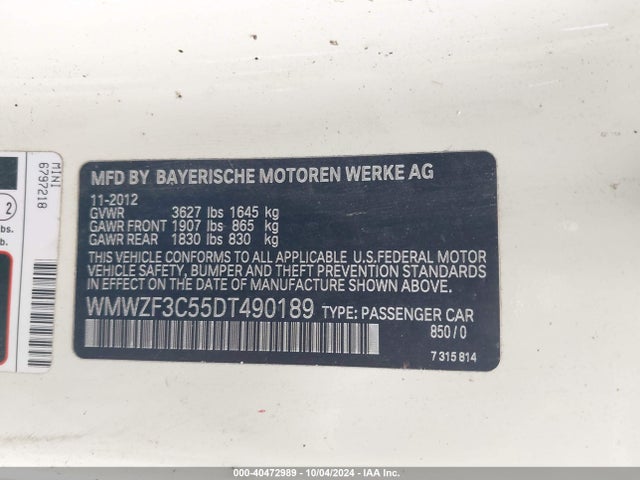 MINI
6797218
2
lbs.
b.
MFD BY BAYERISCHE MOTOREN WERKE AG
11-2012
GVWR 3627 lbs 1645 kg
GAWR FRONT 1907 lbs 865 kg
GAWR REAR 1830 lbs 830 kg
THIS VEHICLE CONFORMS TO ALL APPLICABLE U.S.FEDERAL MOTOR
VEHICLE SAFETY, BUMPER AND THEFT PREVENTION STANDARDS
IN EFFECT ON THE DATE OF MANUFACTURE SHOWN ABOVE.
WMWZF3C55DT490189 TYPE: PASSENGER CAR
850/0
7 315 814
000-40472989 - 10/04/2024 - IAAI.com